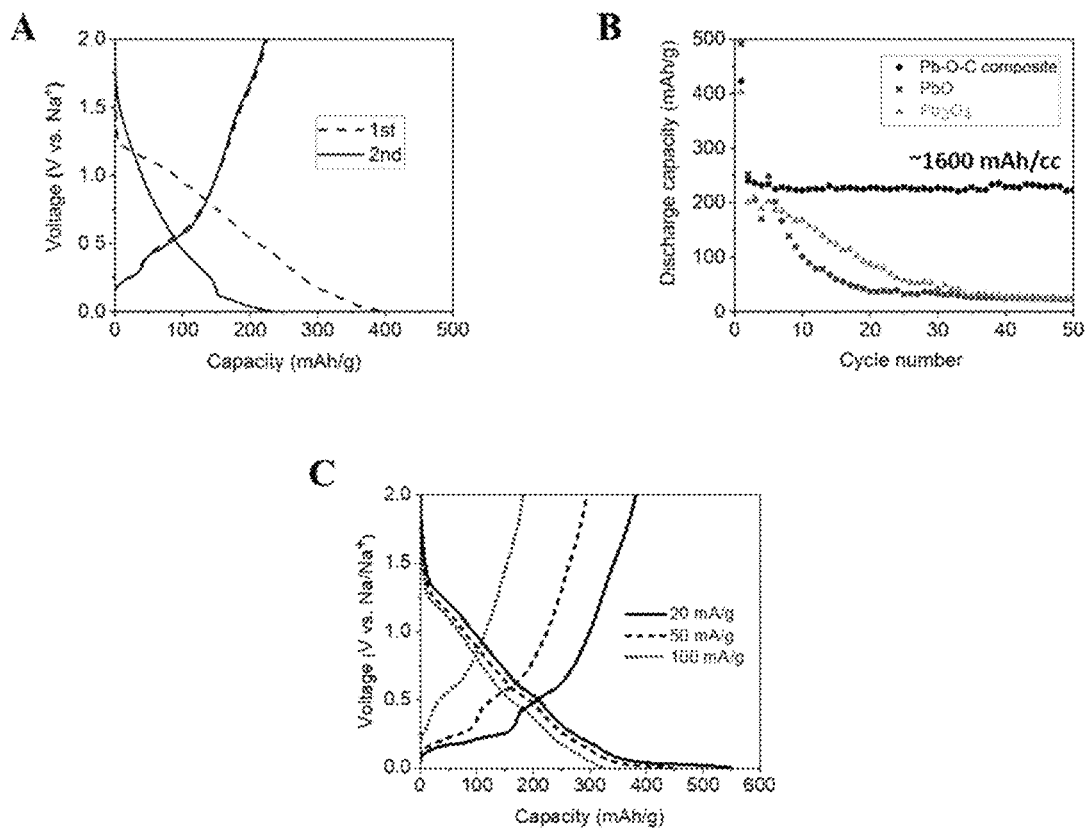 A
2.0
1.5
1.0
0.5
0.0
Voltage (V vs. Na⁺)
1st
2nd
0 100 200 300 400 500
Capacity (mAh/g)
B
500
400
300
200
100
0
Discharge capacity (mAh/g)
Pb-O-C composite
PbO
Pb₃O₄
~1600 mAh/cc
0 10 20 30 40 50
Cycle number
C
2.0
1.5
1.0
0.5
0.0
Voltage (V vs. Na/Na⁺)
20 mA/g
50 mA/g
100 mA/g
0 100 200 300 400 500 600
Capacity (mAh/g)